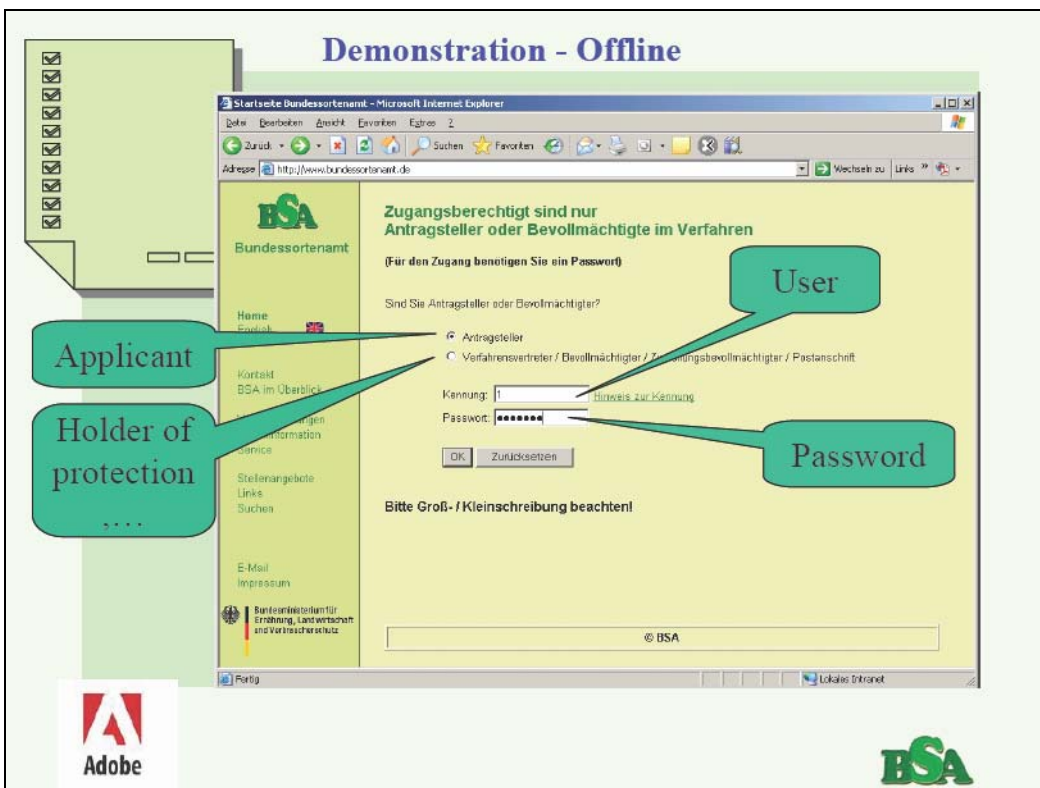 Demonstration - Offline
Startseite Bundessortenamt - Microsoft Internet Explorer
Datei Bearbeiten Ansicht Favoriten Extras ?
Zurück Suchen Favoriten
Adresse http://www.bundessortenamt.de Wechseln zu Links »
BSA
Bundessortenamt
Home
English
Kontakt
BSA im Überblick
Service
Stellenangebote
Links
Suchen
E-Mail
Impressum
Bundesministerium für
Ernährung, Landwirtschaft
und Verbraucherschutz
Zugangsberechtigt sind nur
Antragsteller oder Bevollmächtigte im Verfahren
(Für den Zugang benötigen Sie ein Passwort)
Sind Sie Antragsteller oder Bevollmächtigter?
Antragsteller
Verfahrensvertreter / Bevollmächtigter / / Postanschrift
Kennung: 1 Hinweis zur Kennung
Passwort: ●●●●●●●
OK Zurücksetzen
Bitte Groß- / Kleinschreibung beachten!
© BSA
Fertig Lokales Intranet
Applicant
Holder of
protection
,...
User
Password
Adobe
BSA